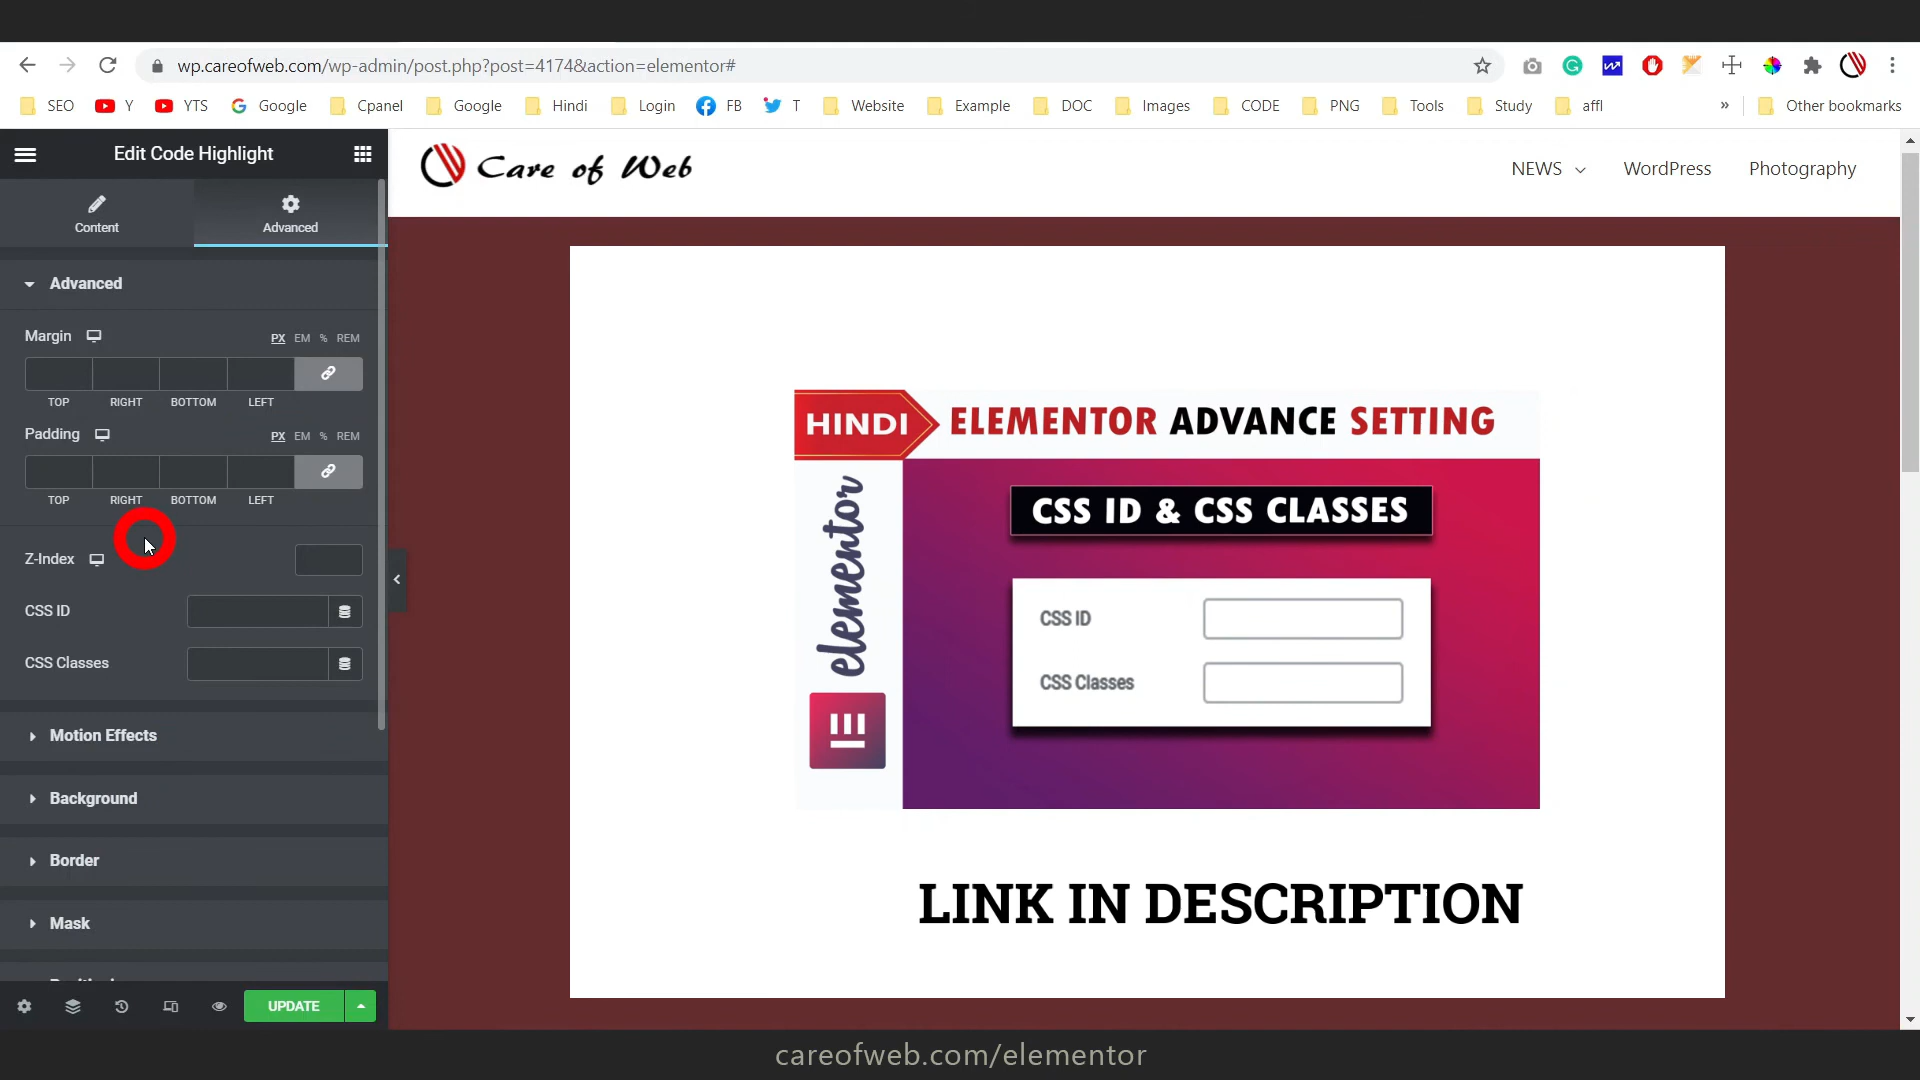 wp.careofweb.com/wp-admin/post.php?post=4174&action=elementor#
SEO Y YTS Google Cpanel Google Hindi Login FB T Website Example DOC Images CODE PNG Tools Study affl » Other bookmarks
Edit Code Highlight
Content Advanced
Advanced
Margin PX EM % REM
TOP RIGHT BOTTOM LEFT
Padding PX EM % REM
TOP RIGHT BOTTOM LEFT
Z-Index
CSS ID
CSS Classes
Motion Effects
Background
Border
Mask
UPDATE
Care of Web
NEWS WordPress Photography
HINDI ELEMENTOR ADVANCE SETTING
elementor
CSS ID & CSS CLASSES
CSS ID
CSS Classes
LINK IN DESCRIPTION
careofweb.com/elementor